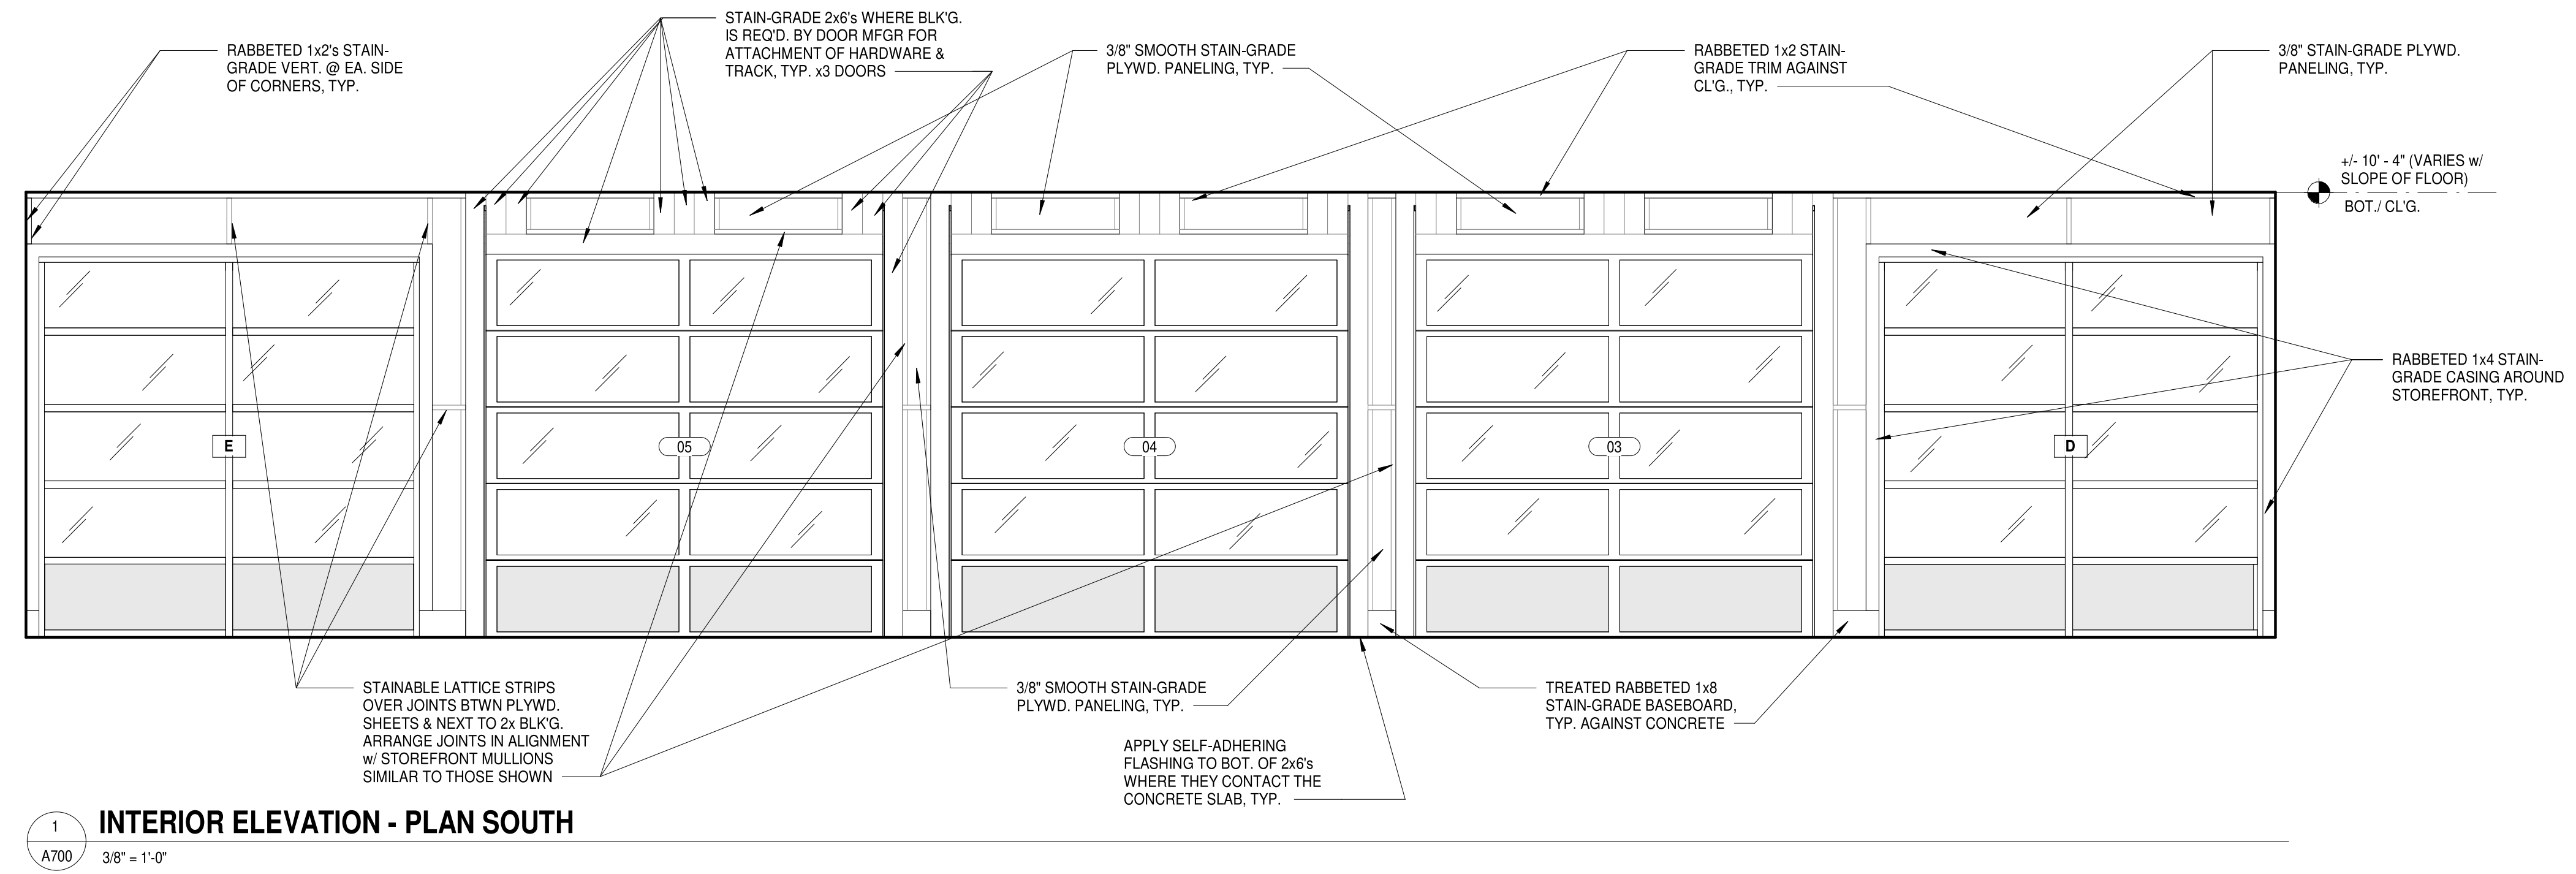 STAIN-GRADE 2x6's WHERE BLK'G.
IS REQ'D. BY DOOR MFGR FOR
ATTACHMENT OF HARDWARE &
TRACK, TYP. x3 DOORS
RABBETED 1x2's STAIN-
GRADE VERT. @ EA. SIDE
OF CORNERS, TYP.
3/8" SMOOTH STAIN-GRADE
PLYWD. PANELING, TYP.
RABBETED 1x2 STAIN-
GRADE TRIM AGAINST
CL'G., TYP.
3/8" STAIN-GRADE PLYWD.
PANELING, TYP.
+/- 10' - 4" (VARIES w/
SLOPE OF FLOOR)
BOT./ CL'G.
RABBETED 1x4 STAIN-
GRADE CASING AROUND
STOREFRONT, TYP.
E
05
04
03
D
STAINABLE LATTICE STRIPS
OVER JOINTS BTWN PLYWD.
SHEETS & NEXT TO 2x BLK'G.
ARRANGE JOINTS IN ALIGNMENT
w/ STOREFRONT MULLIONS
SIMILAR TO THOSE SHOWN
3/8" SMOOTH STAIN-GRADE
PLYWD. PANELING, TYP.
APPLY SELF-ADHERING
FLASHING TO BOT. OF 2x6's
WHERE THEY CONTACT THE
CONCRETE SLAB, TYP.
TREATED RABBETED 1x8
STAIN-GRADE BASEBOARD,
TYP. AGAINST CONCRETE
1
A700
INTERIOR ELEVATION - PLAN SOUTH
3/8" = 1'-0"